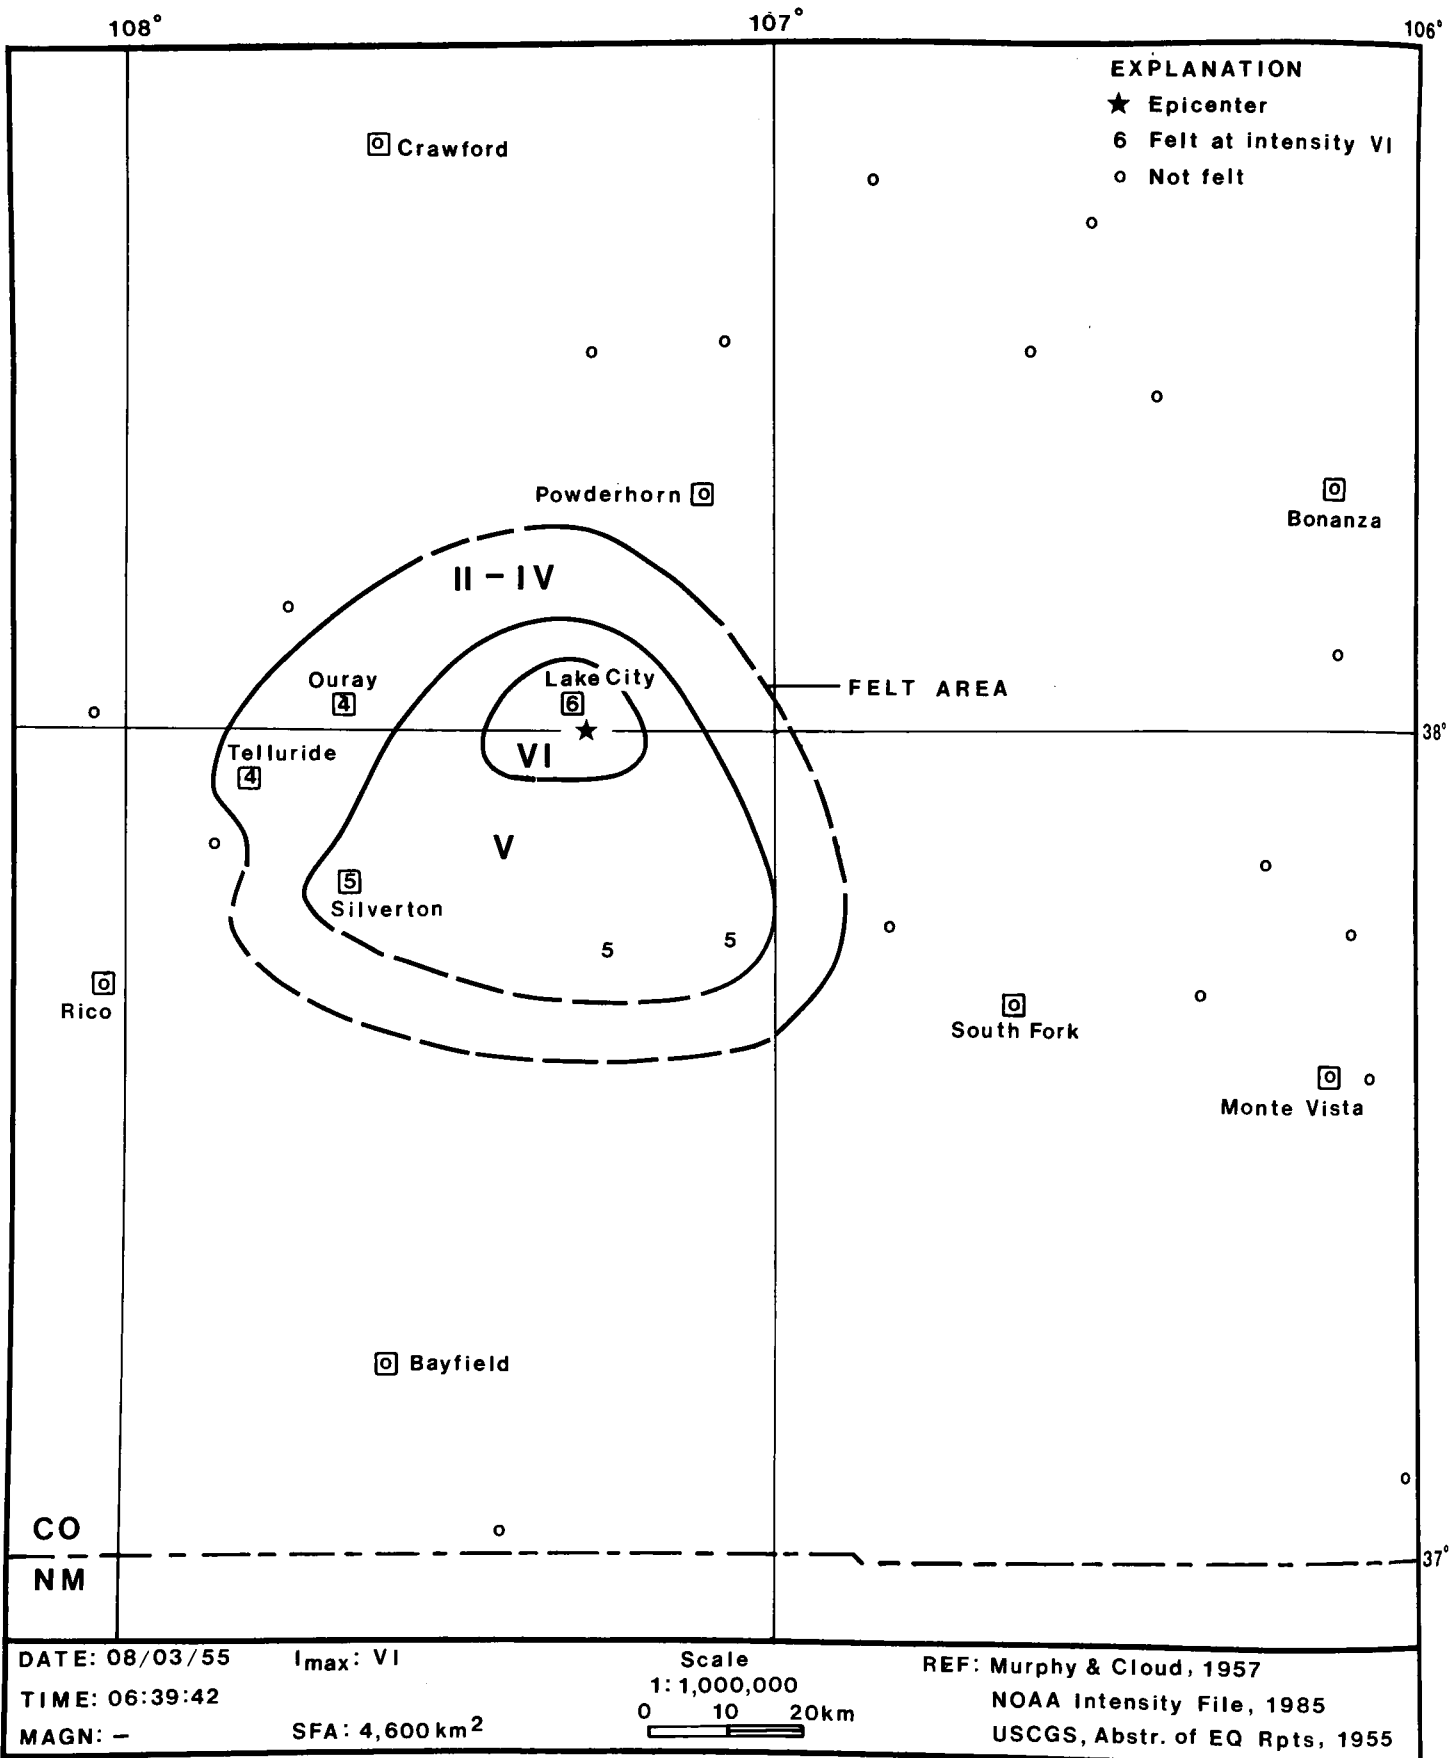 108°
107°
106°
EXPLANATION
★ Epicenter
6 Felt at intensity VI
o Not felt
Crawford
Powderhorn
Bonanza
II - IV
Ouray
4
Lake City
6
FELT AREA
38°
Telluride
4
VI
V
5
Silverton
5
5
Rico
South Fork
Monte Vista
Bayfield
CO
NM
37°
DATE: 08/03/55
TIME: 06:39:42
MAGN: –
Imax: VI
SFA: 4,600 km²
Scale
1:1,000,000
0 10 20km
REF: Murphy & Cloud, 1957
NOAA Intensity File, 1985
USCGS, Abstr. of EQ Rpts, 1955